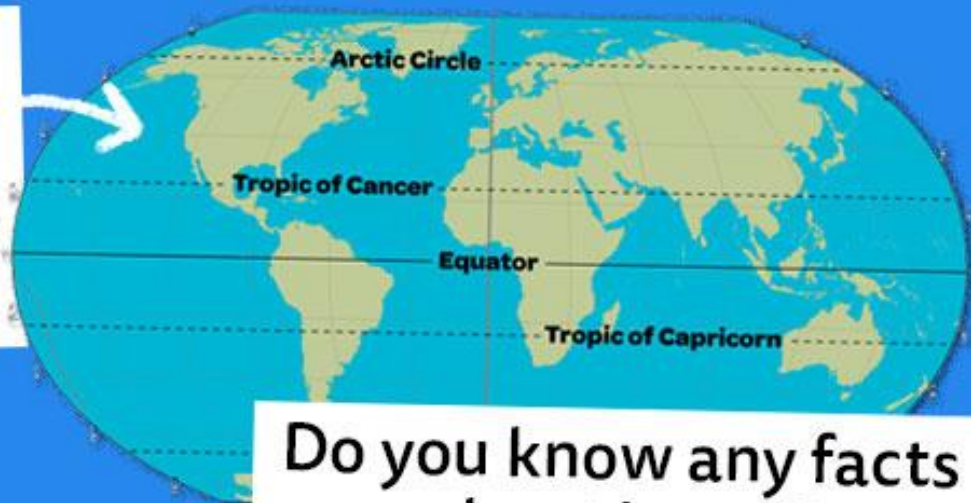 Arctic Circle
Tropic of Cancer
Equator
Tropic of Capricorn
Do you know any facts